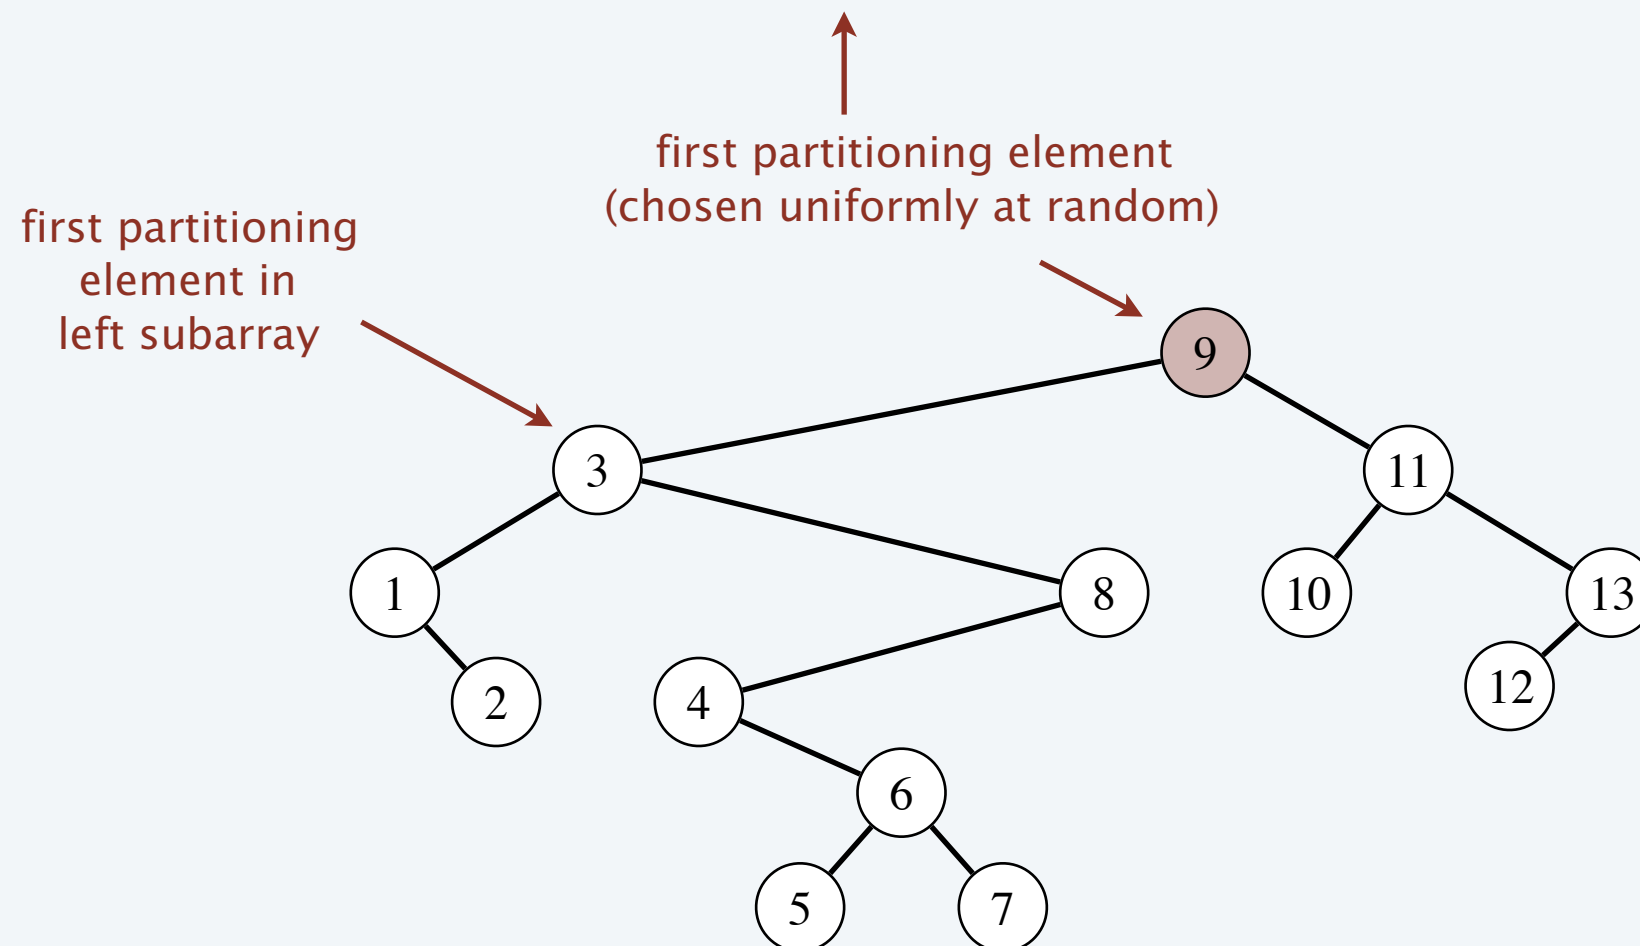 first partitioning element
(chosen uniformly at random)
first partitioning
element in
left subarray
9
3
11
1
8
10
13
2
4
12
6
5
7